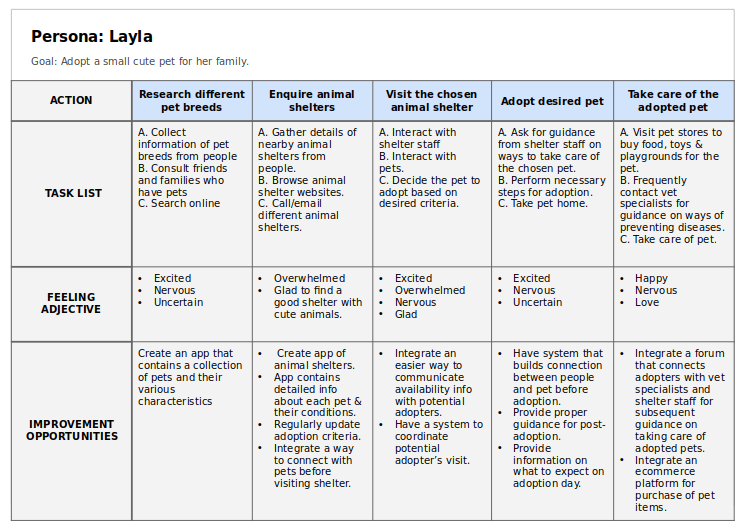 Persona: Layla
Goal: Adopt a small cute pet for her family.
ACTION
Research different
pet breeds
Enquire animal
shelters
Visit the chosen
animal shelter
Adopt desired pet
Take care of the
adopted pet
TASK LIST
A. Collect
information of pet
breeds from people
B. Consult friends
and families who
have pets
C. Search online
A. Gather details of
nearby animal
shelters from
people.
B. Browse animal
shelter websites.
C. Call/email
different animal
shelters.
A. Interact with
shelter staff
B. Interact with
pets.
C. Decide the pet to
adopt based on
desired criteria.
A. Ask for guidance
from shelter staff on
ways to take care of
the chosen pet.
B. Perform necessary
steps for adoption.
C. Take pet home.
A. Visit pet stores to
buy food, toys &
playgrounds for the
pet.
B. Frequently
contact vet
specialists for
guidance on ways of
preventing diseases.
C. Take care of pet.
FEELING
ADJECTIVE
• Excited
• Nervous
• Uncertain
• Overwhelmed
• Glad to find a
good shelter with
cute animals.
• Excited
• Overwhelmed
• Nervous
• Glad
• Excited
• Nervous
• Uncertain
• Happy
• Nervous
• Love
IMPROVEMENT
OPPORTUNITIES
Create an app that
contains a collection
of pets and their
various
characteristics
• Create app of
animal shelters.
• App contains
detailed info
about each pet &
their conditions.
• Regularly update
adoption criteria.
• Integrate a way
to connect with
pets before
visiting shelter.
• Integrate an
easier way to
communicate
availability info
with potential
adopters.
• Have a system to
coordinate
potential
adopter's visit.
• Have system that
builds connection
between people
and pet before
adoption.
• Provide proper
guidance for post-
adoption.
• Provide
information on
what to expect on
adoption day.
• Integrate a forum
that connects
adopters with vet
specialists and
shelter staff for
subsequent
guidance on
taking care of
adopted pets.
• Integrate an
ecommerce
platform for
purchase of pet
items.